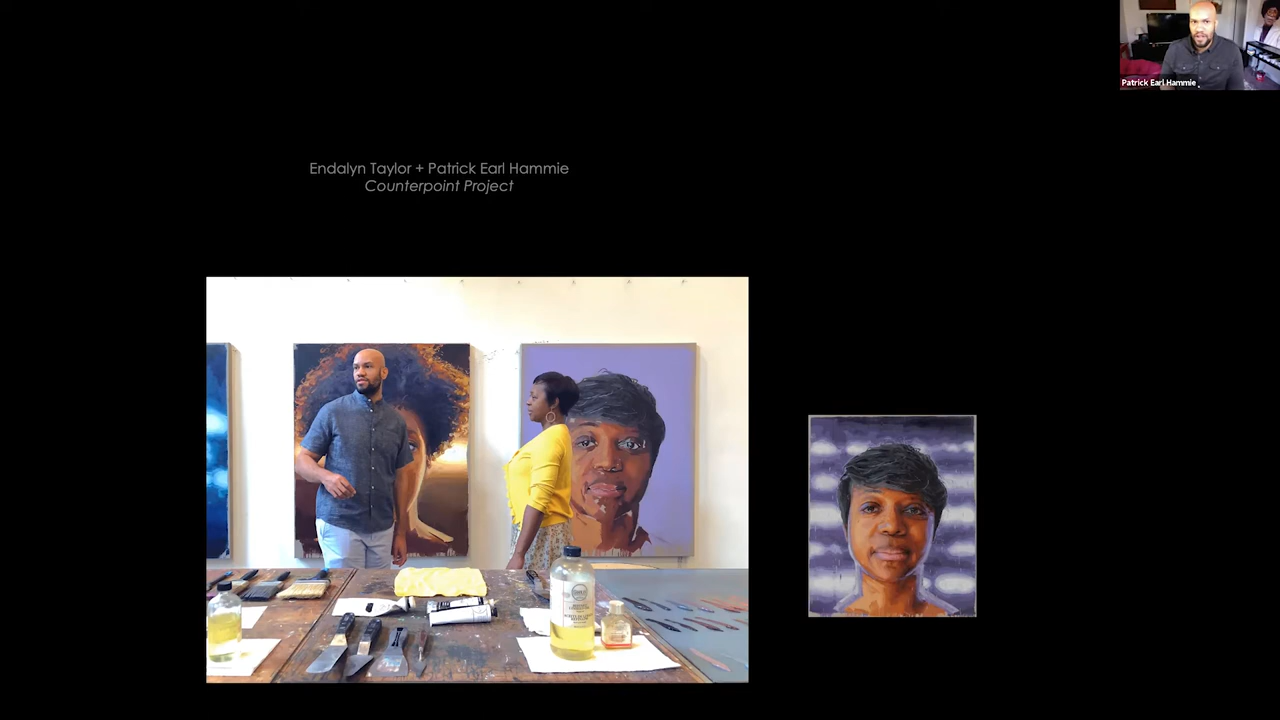 Endalyn Taylor + Patrick Earl Hammie
Counterpoint Project
Patrick Earl Hammie